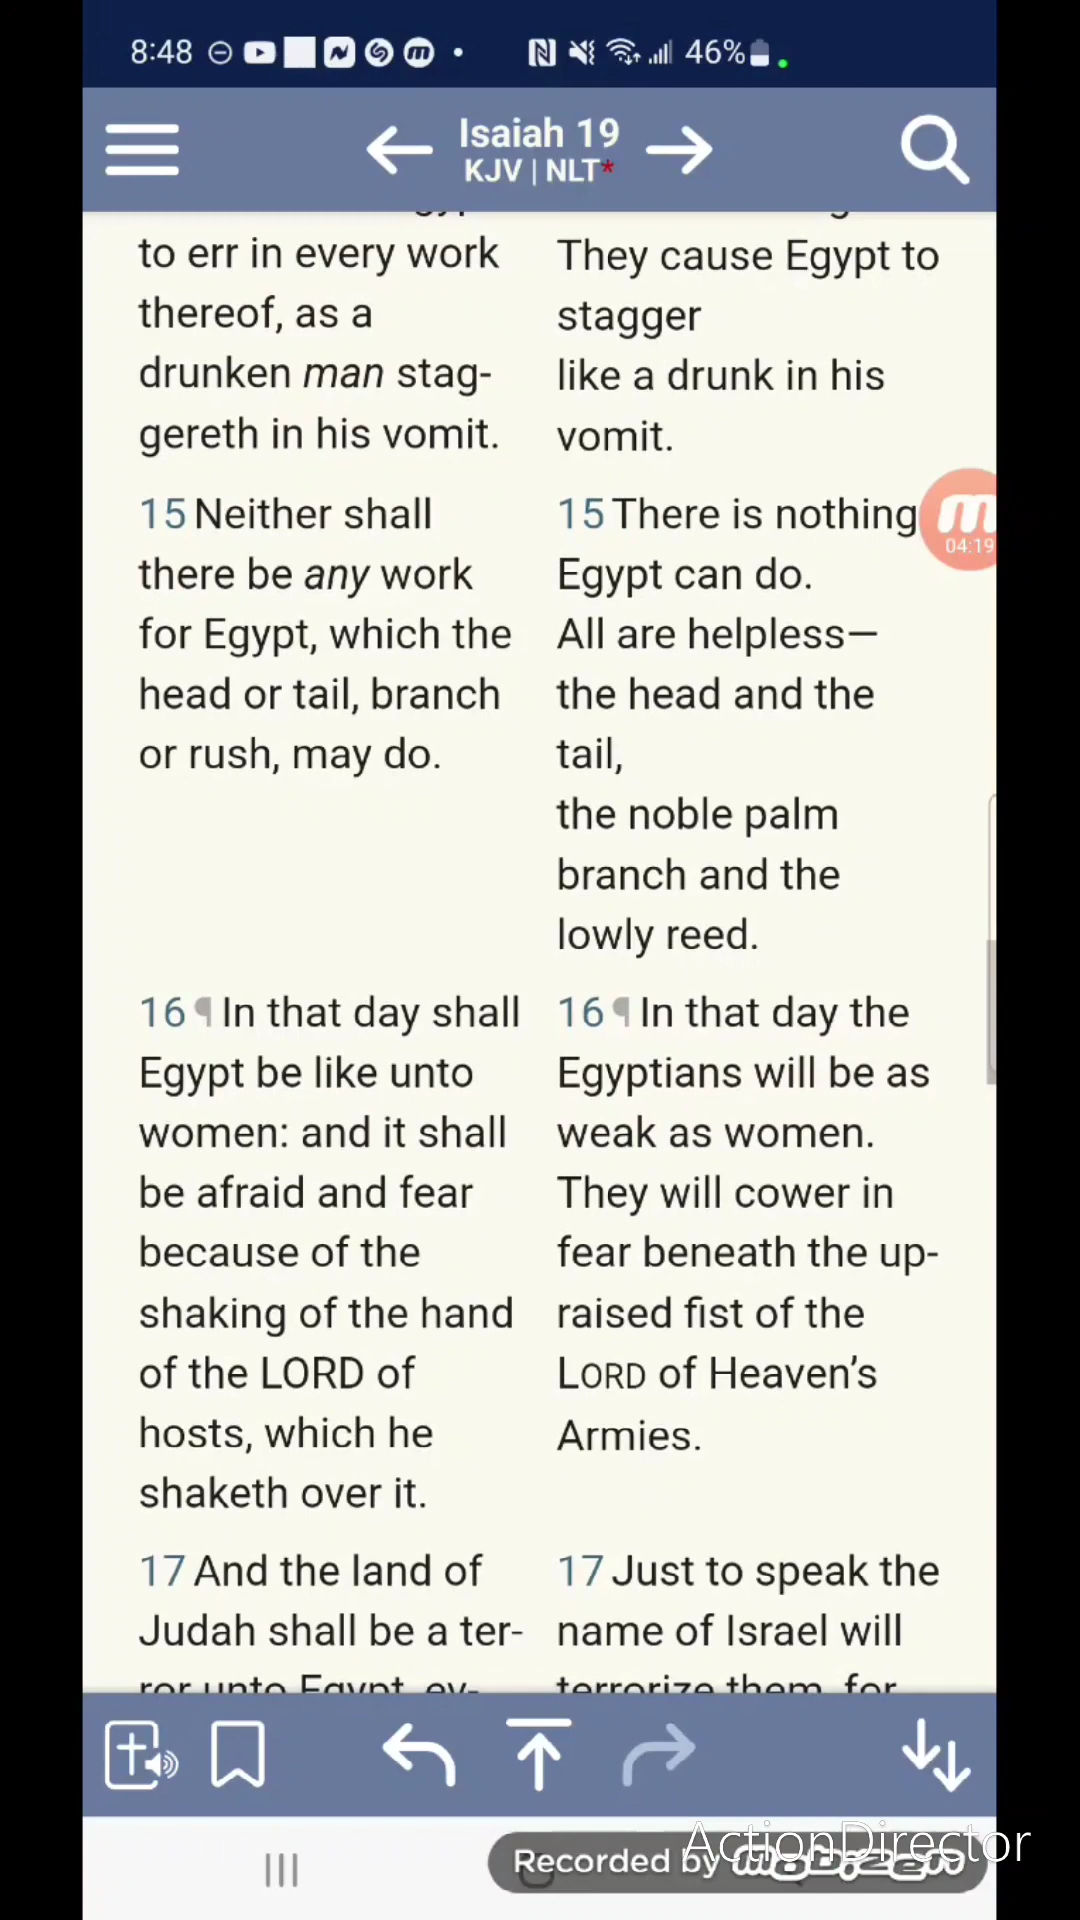 8:48
46%
Isaiah 19
KJV | NLT*
to err in every work
thereof, as a
drunken man stag-
gereth in his vomit.
15 Neither shall
there be any work
for Egypt, which the
head or tail, branch
or rush, may do.
16 ¶ In that day shall
Egypt be like unto
women: and it shall
be afraid and fear
because of the
shaking of the hand
of the LORD of
hosts, which he
shaketh over it.
17 And the land of
Judah shall be a ter-
ror unto Egypt, ev-
They cause Egypt to
stagger
like a drunk in his
vomit.
15 There is nothing
Egypt can do.
All are helpless—
the head and the
tail,
the noble palm
branch and the
lowly reed.
16 ¶ In that day the
Egyptians will be as
weak as women.
They will cower in
fear beneath the up-
raised fist of the
LORD of Heaven’s
Armies.
17 Just to speak the
name of Israel will
terrorize them, for
m
04:19
ActionDirector
Recorded by mobizen